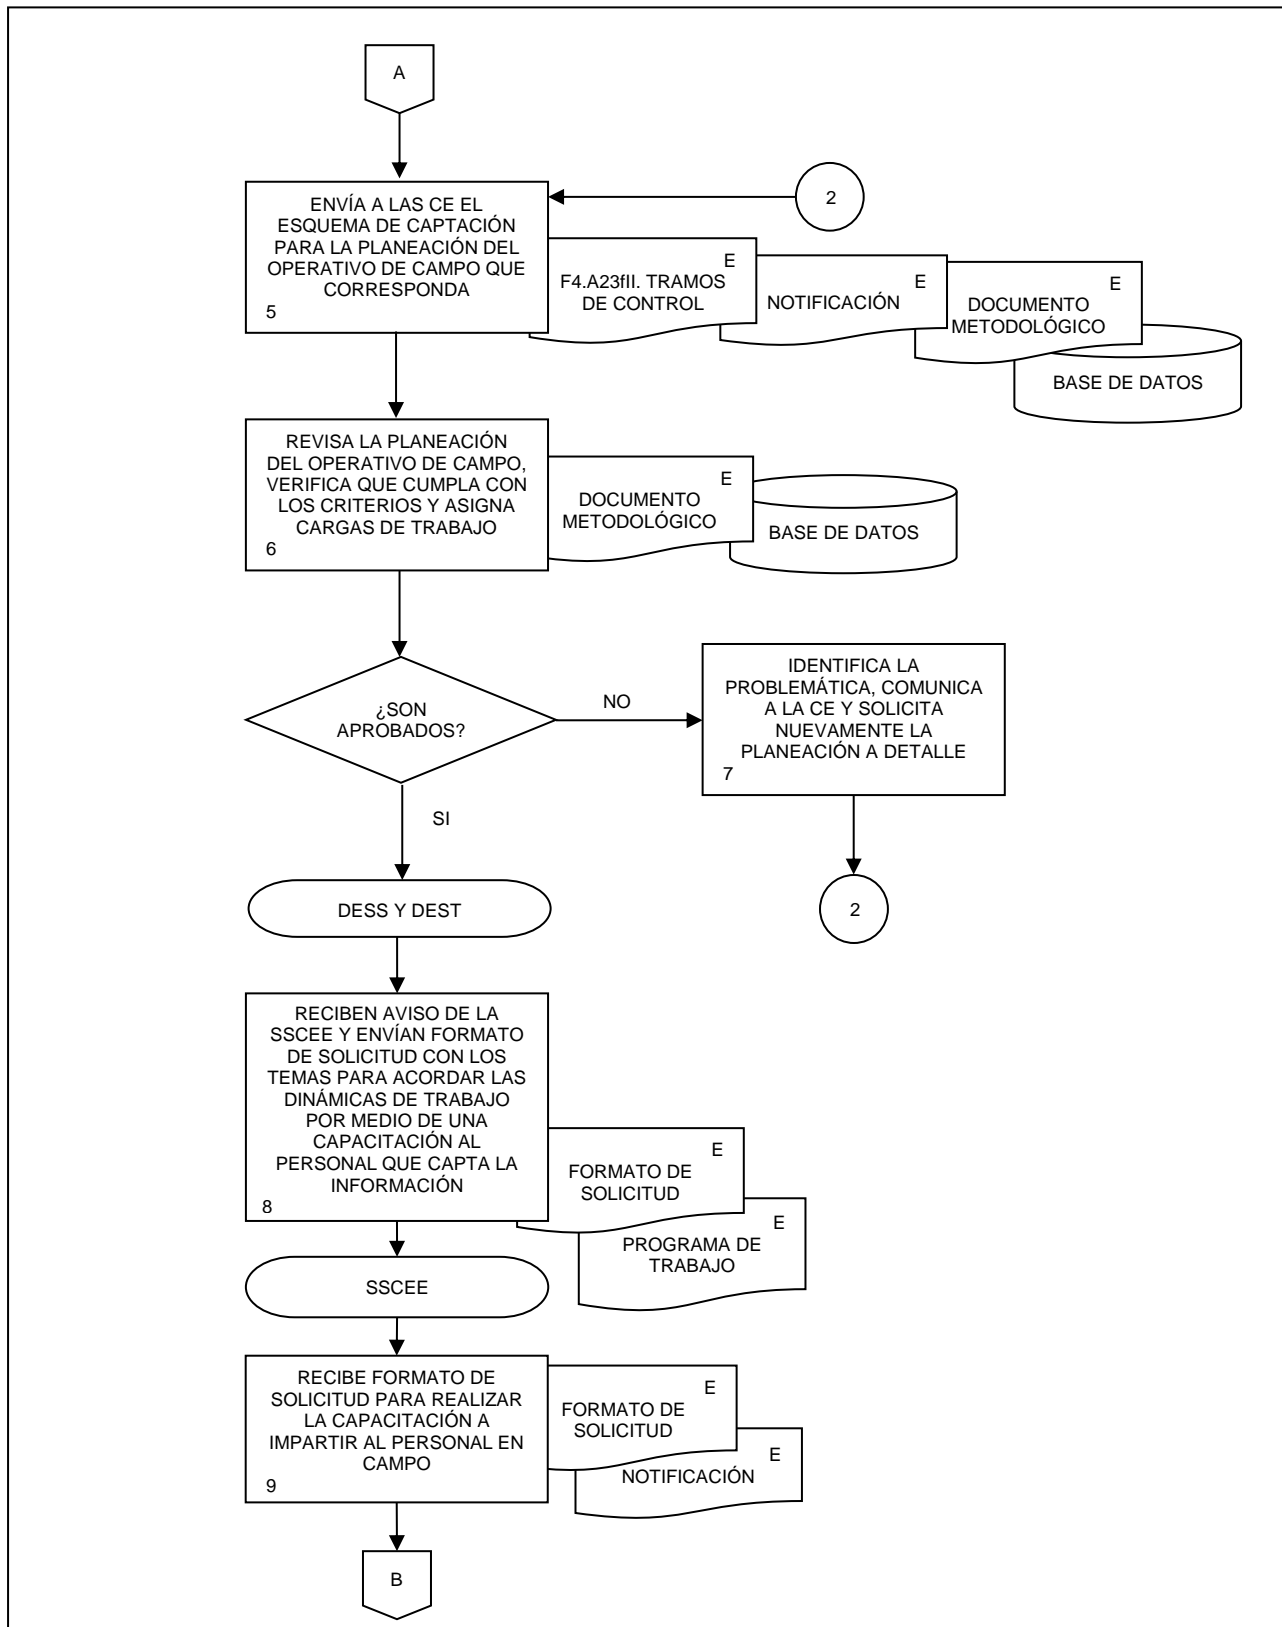 A
2
ENVÍA A LAS CE EL
ESQUEMA DE CAPTACIÓN
PARA LA PLANEACIÓN DEL
OPERATIVO DE CAMPO QUE
CORRESPONDA
5
E
F4.A23fII. TRAMOS
DE CONTROL
E
NOTIFICACIÓN
E
DOCUMENTO
METODOLÓGICO
BASE DE DATOS
REVISA LA PLANEACIÓN
DEL OPERATIVO DE CAMPO,
VERIFICA QUE CUMPLA CON
LOS CRITERIOS Y ASIGNA
CARGAS DE TRABAJO
6
E
DOCUMENTO
METODOLÓGICO
BASE DE DATOS
¿SON
APROBADOS?
NO
IDENTIFICA LA
PROBLEMÁTICA, COMUNICA
A LA CE Y SOLICITA
NUEVAMENTE LA
PLANEACIÓN A DETALLE
7
SI
2
DESS Y DEST
RECIBEN AVISO DE LA
SSCEE Y ENVÍAN FORMATO
DE SOLICITUD CON LOS
TEMAS PARA ACORDAR LAS
DINÁMICAS DE TRABAJO
POR MEDIO DE UNA
CAPACITACIÓN AL
PERSONAL QUE CAPTA LA
INFORMACIÓN
8
E
FORMATO DE
SOLICITUD
E
PROGRAMA DE
TRABAJO
SSCEE
RECIBE FORMATO DE
SOLICITUD PARA REALIZAR
LA CAPACITACIÓN A
IMPARTIR AL PERSONAL EN
CAMPO
9
E
FORMATO DE
SOLICITUD
E
NOTIFICACIÓN
B